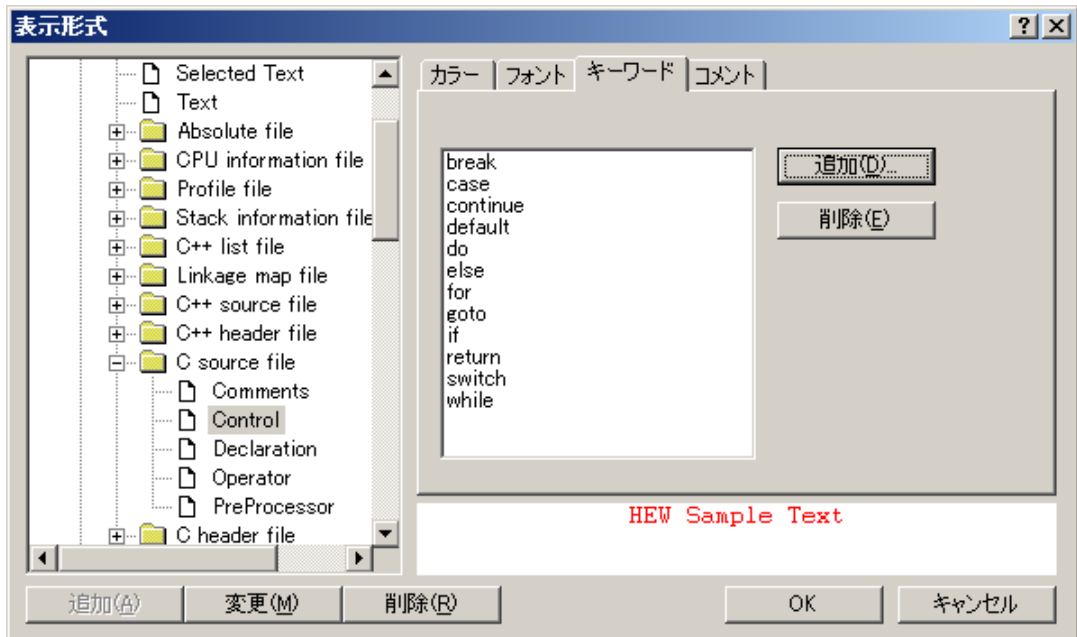 表示形式
Selected Text
Text
Absolute file
CPU information file
Profile file
Stack information file
C++ list file
Linkage map file
C++ source file
C++ header file
C source file
Comments
Control
Declaration
Operator
PreProcessor
C header file
カラー フォント キーワード コメント
break
case
continue
default
do
else
for
goto
if
return
switch
while
追加(D)...
削除(E)
HEW Sample Text
追加(A) 変更(M) 削除(R) OK キャンセル